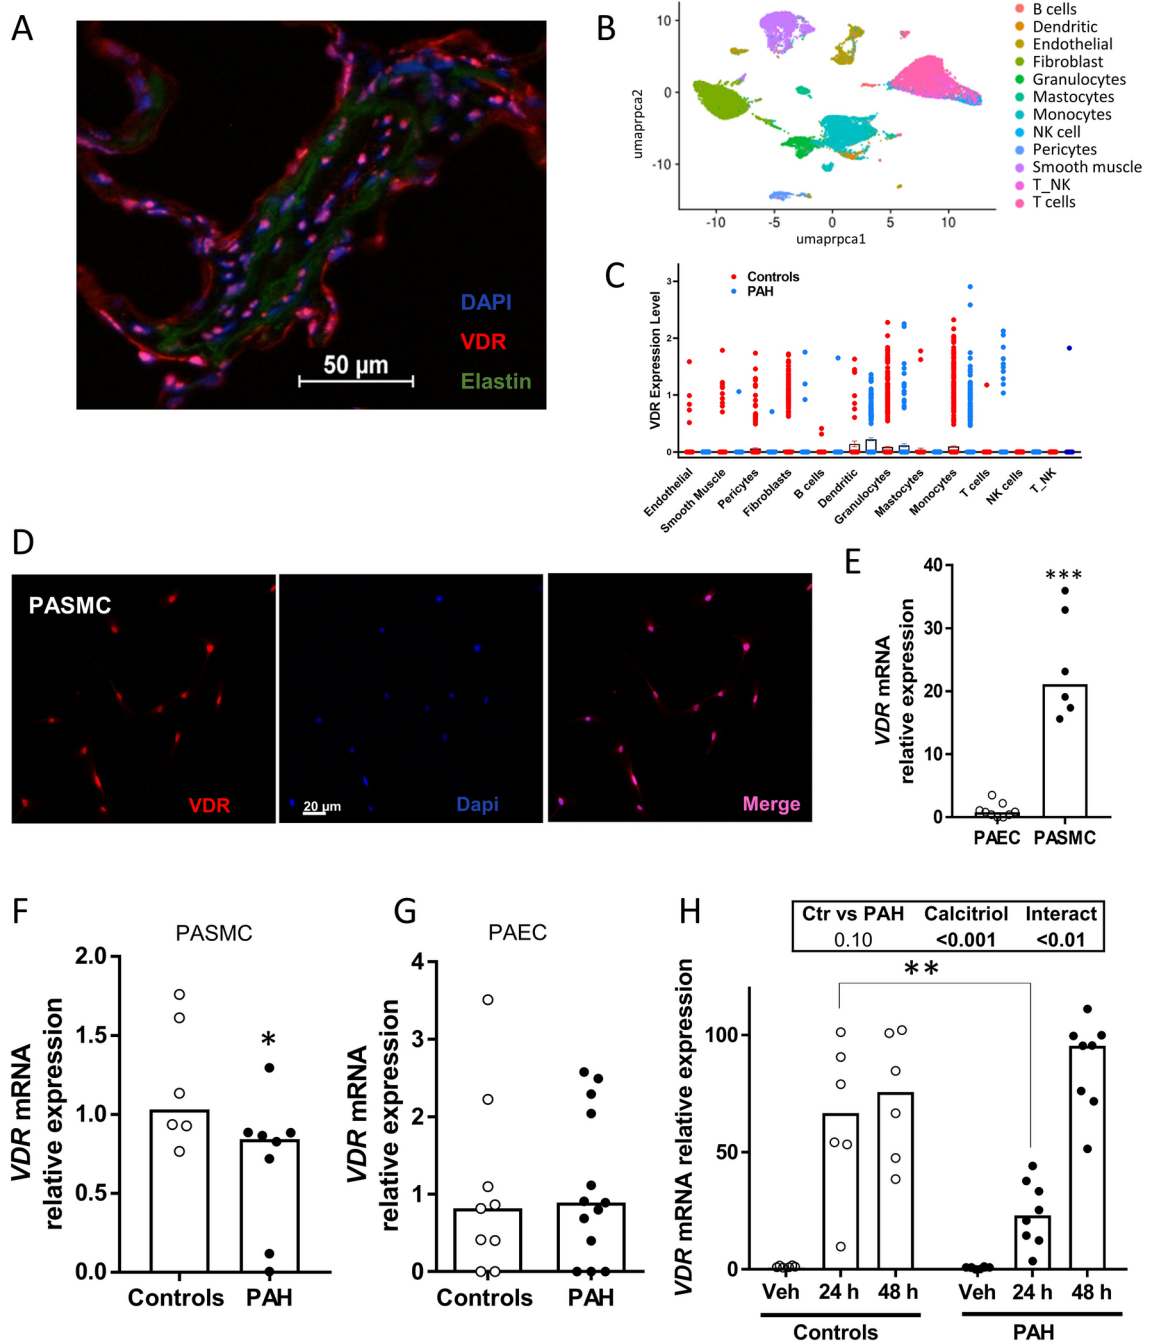 A
DAPI
VDR
Elastin
50 µm
B
umaprpca2
10
0
-10
-10
-5
0
5
10
umaprpca1
B cells
Dendritic
Endothelial
Fibroblast
Granulocytes
Mastocytes
Monocytes
NK cell
Pericytes
Smooth muscle
T_NK
T cells
C
Controls
PAH
VDR Expression Level
3
2
1
0
Endothelial
Smooth Muscle
Pericytes
Fibroblasts
B cells
Dendritic
Granulocytes
Mastocytes
Monocytes
T cells
NK cells
T_NK
D
PASMC
VDR
20 µm
Dapi
Merge
E
VDR mRNA
relative expression
40
30
20
10
0
***
PAEC
PASMC
F
PASMC
VDR mRNA
relative expression
2.0
1.5
1.0
0.5
0.0
*
Controls
PAH
G
PAEC
VDR mRNA
relative expression
4
3
2
1
0
Controls
PAH
H
Ctr vs PAH Calcitriol Interact
0.10 <0.001 <0.01
**
VDR mRNA relative expression
100
50
0
Veh 24 h 48 h Veh 24 h 48 h
Controls PAH